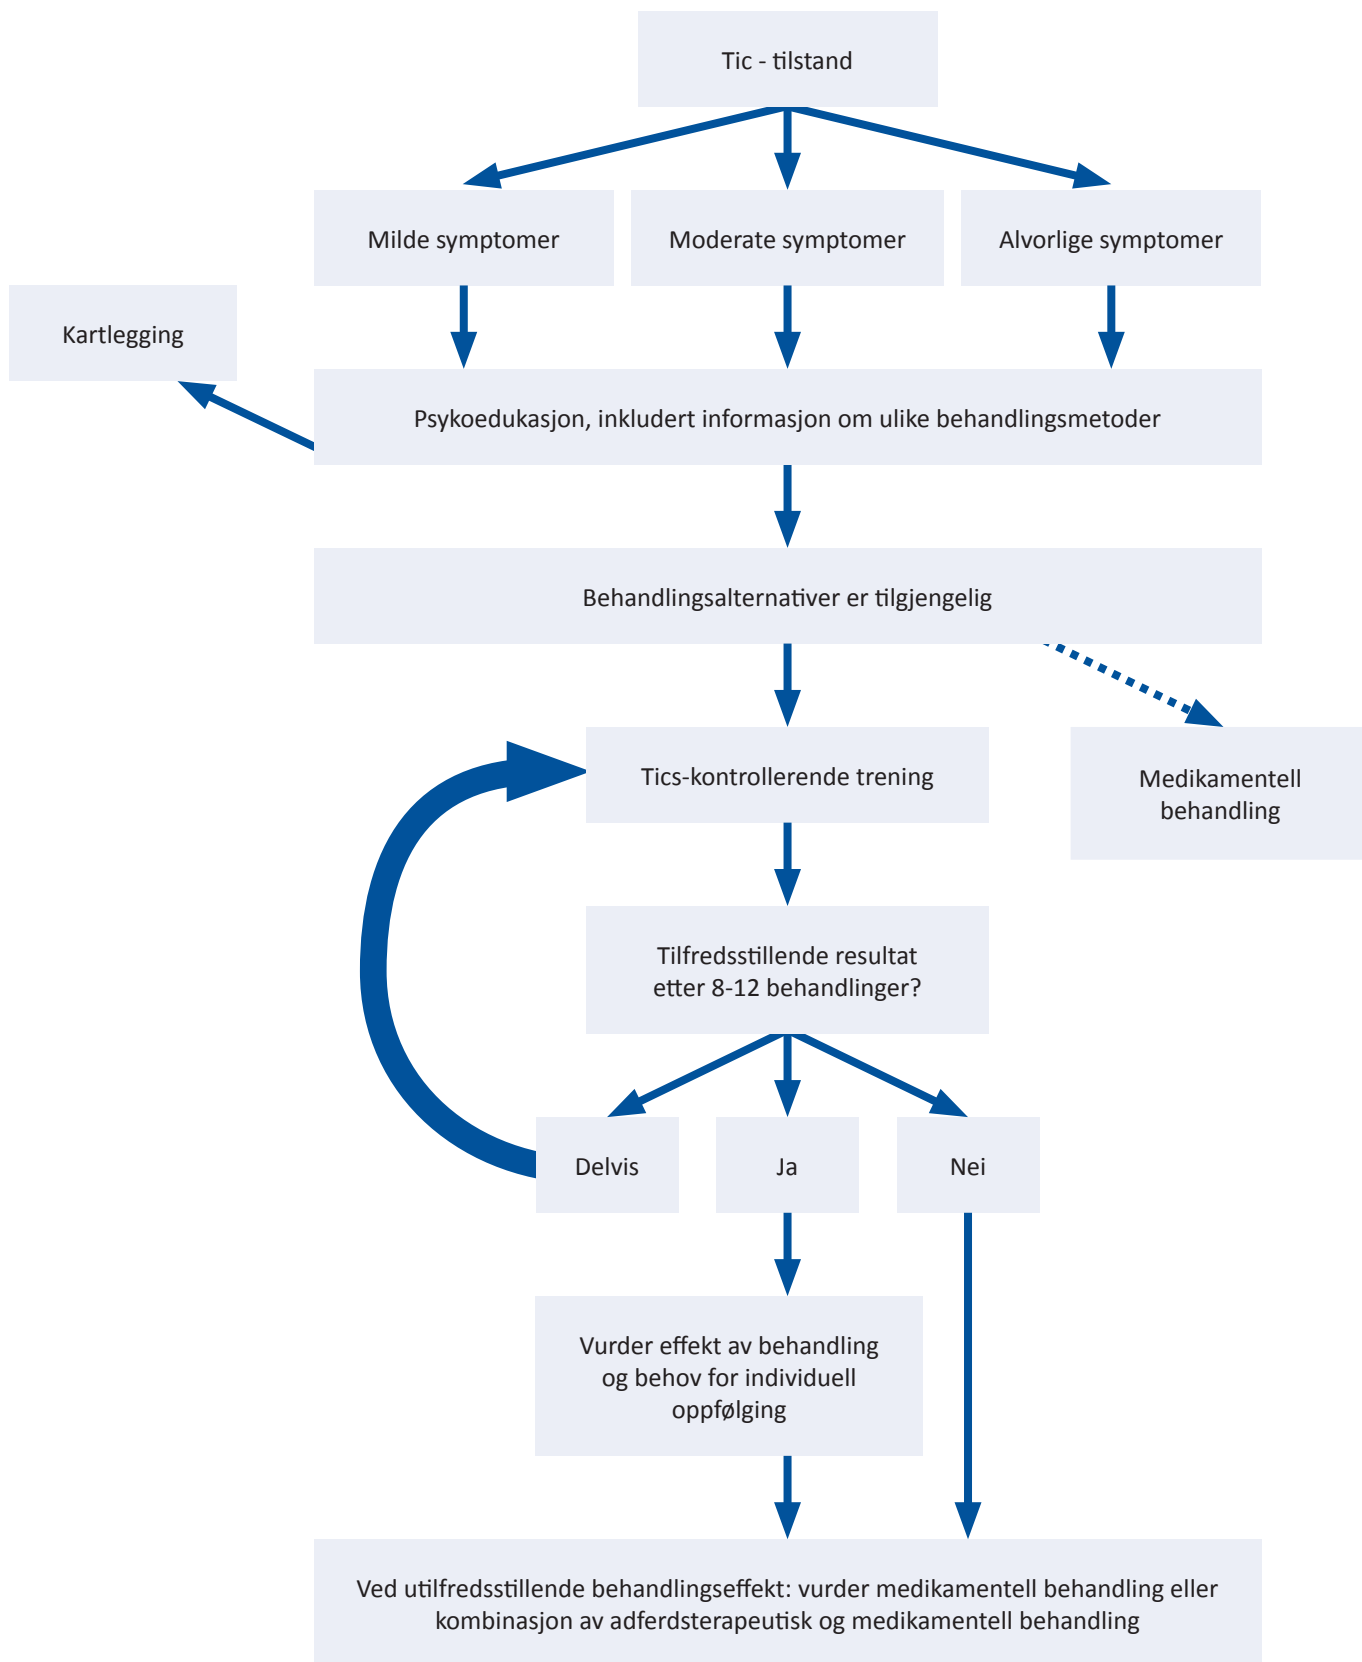 Tic - tilstand
Milde symptomer
Moderate symptomer
Alvorlige symptomer
Kartlegging
Psykoedukasjon, inkludert informasjon om ulike behandlingsmetoder
Behandlingsalternativer er tilgjengelig
Tics-kontrollerende trening
Medikamentell
behandling
Tilfredsstillende resultat
etter 8-12 behandlinger?
Delvis
Ja
Nei
Vurder effekt av behandling
og behov for individuell
oppfølging
Ved utilfredsstillende behandlingseffekt: vurder medikamentell behandling eller
kombinasjon av adferdsterapeutisk og medikamentell behandling